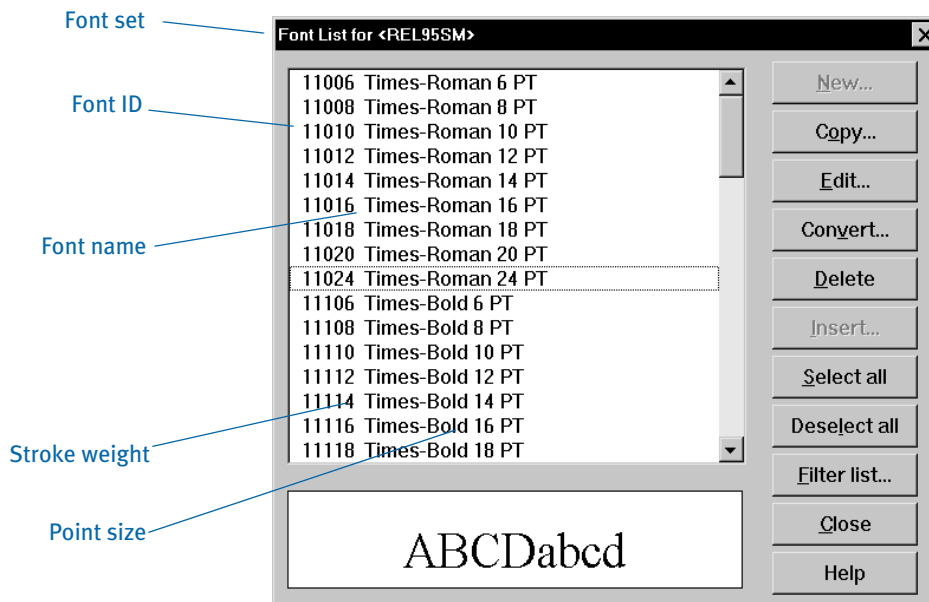 Font set
Font ID
Font name
Stroke weight
Point size
Font List for <REL95SM>
11006 Times-Roman 6 PT
11008 Times-Roman 8 PT
11010 Times-Roman 10 PT
11012 Times-Roman 12 PT
11014 Times-Roman 14 PT
11016 Times-Roman 16 PT
11018 Times-Roman 18 PT
11020 Times-Roman 20 PT
11024 Times-Roman 24 PT
11106 Times-Bold 6 PT
11108 Times-Bold 8 PT
11110 Times-Bold 10 PT
11112 Times-Bold 12 PT
11114 Times-Bold 14 PT
11116 Times-Bold 16 PT
11118 Times-Bold 18 PT
ABCDabcd
New...
Copy...
Edit...
Convert...
Delete
Insert...
Select all
Deselect all
Filter list...
Close
Help